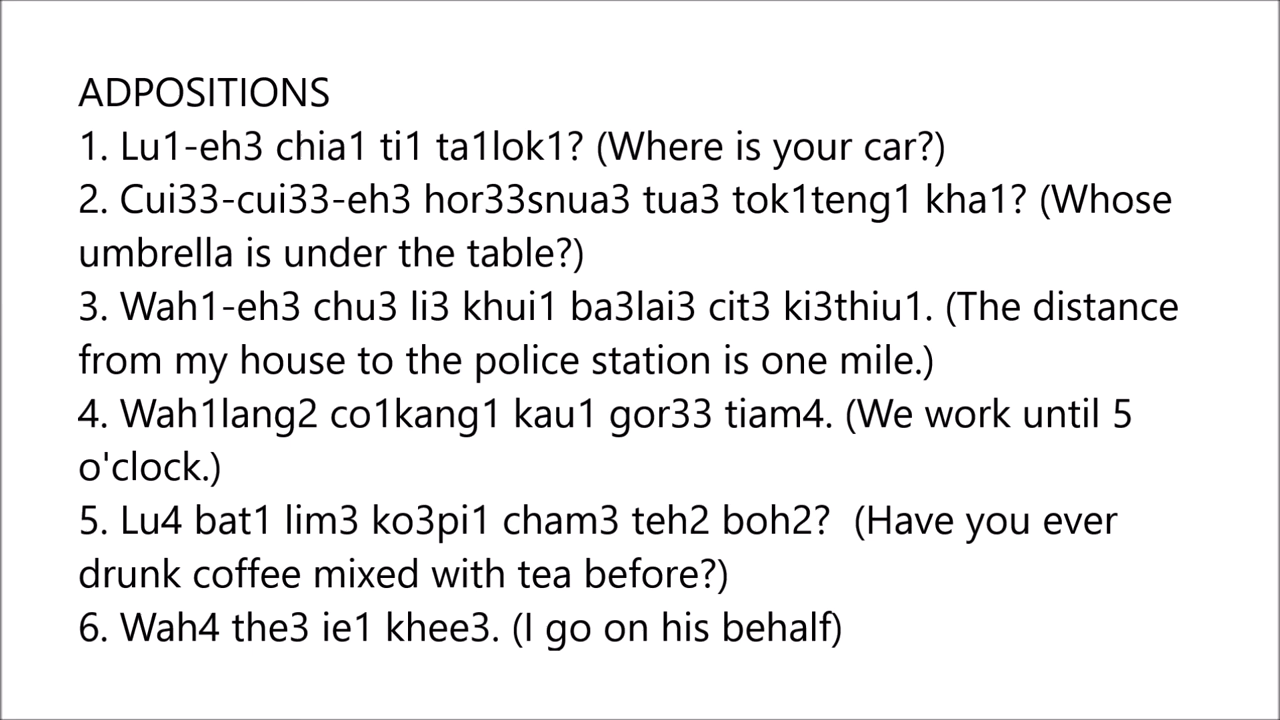 ADPOSITIONS
1. Lu1-eh3 chia1 ti1 ta1lok1? (Where is your car?)
2. Cui33-cui33-eh3 hor33snua3 tua3 tok1teng1 kha1? (Whose
umbrella is under the table?)
3. Wah1-eh3 chu3 li3 khui1 ba3lai3 cit3 ki3thiu1. (The distance
from my house to the police station is one mile.)
4. Wah1lang2 co1kang1 kau1 gor33 tiam4. (We work until 5
o'clock.)
5. Lu4 bat1 lim3 ko3pi1 cham3 teh2 boh2?  (Have you ever
drunk coffee mixed with tea before?)
6. Wah4 the3 ie1 khee3. (I go on his behalf)